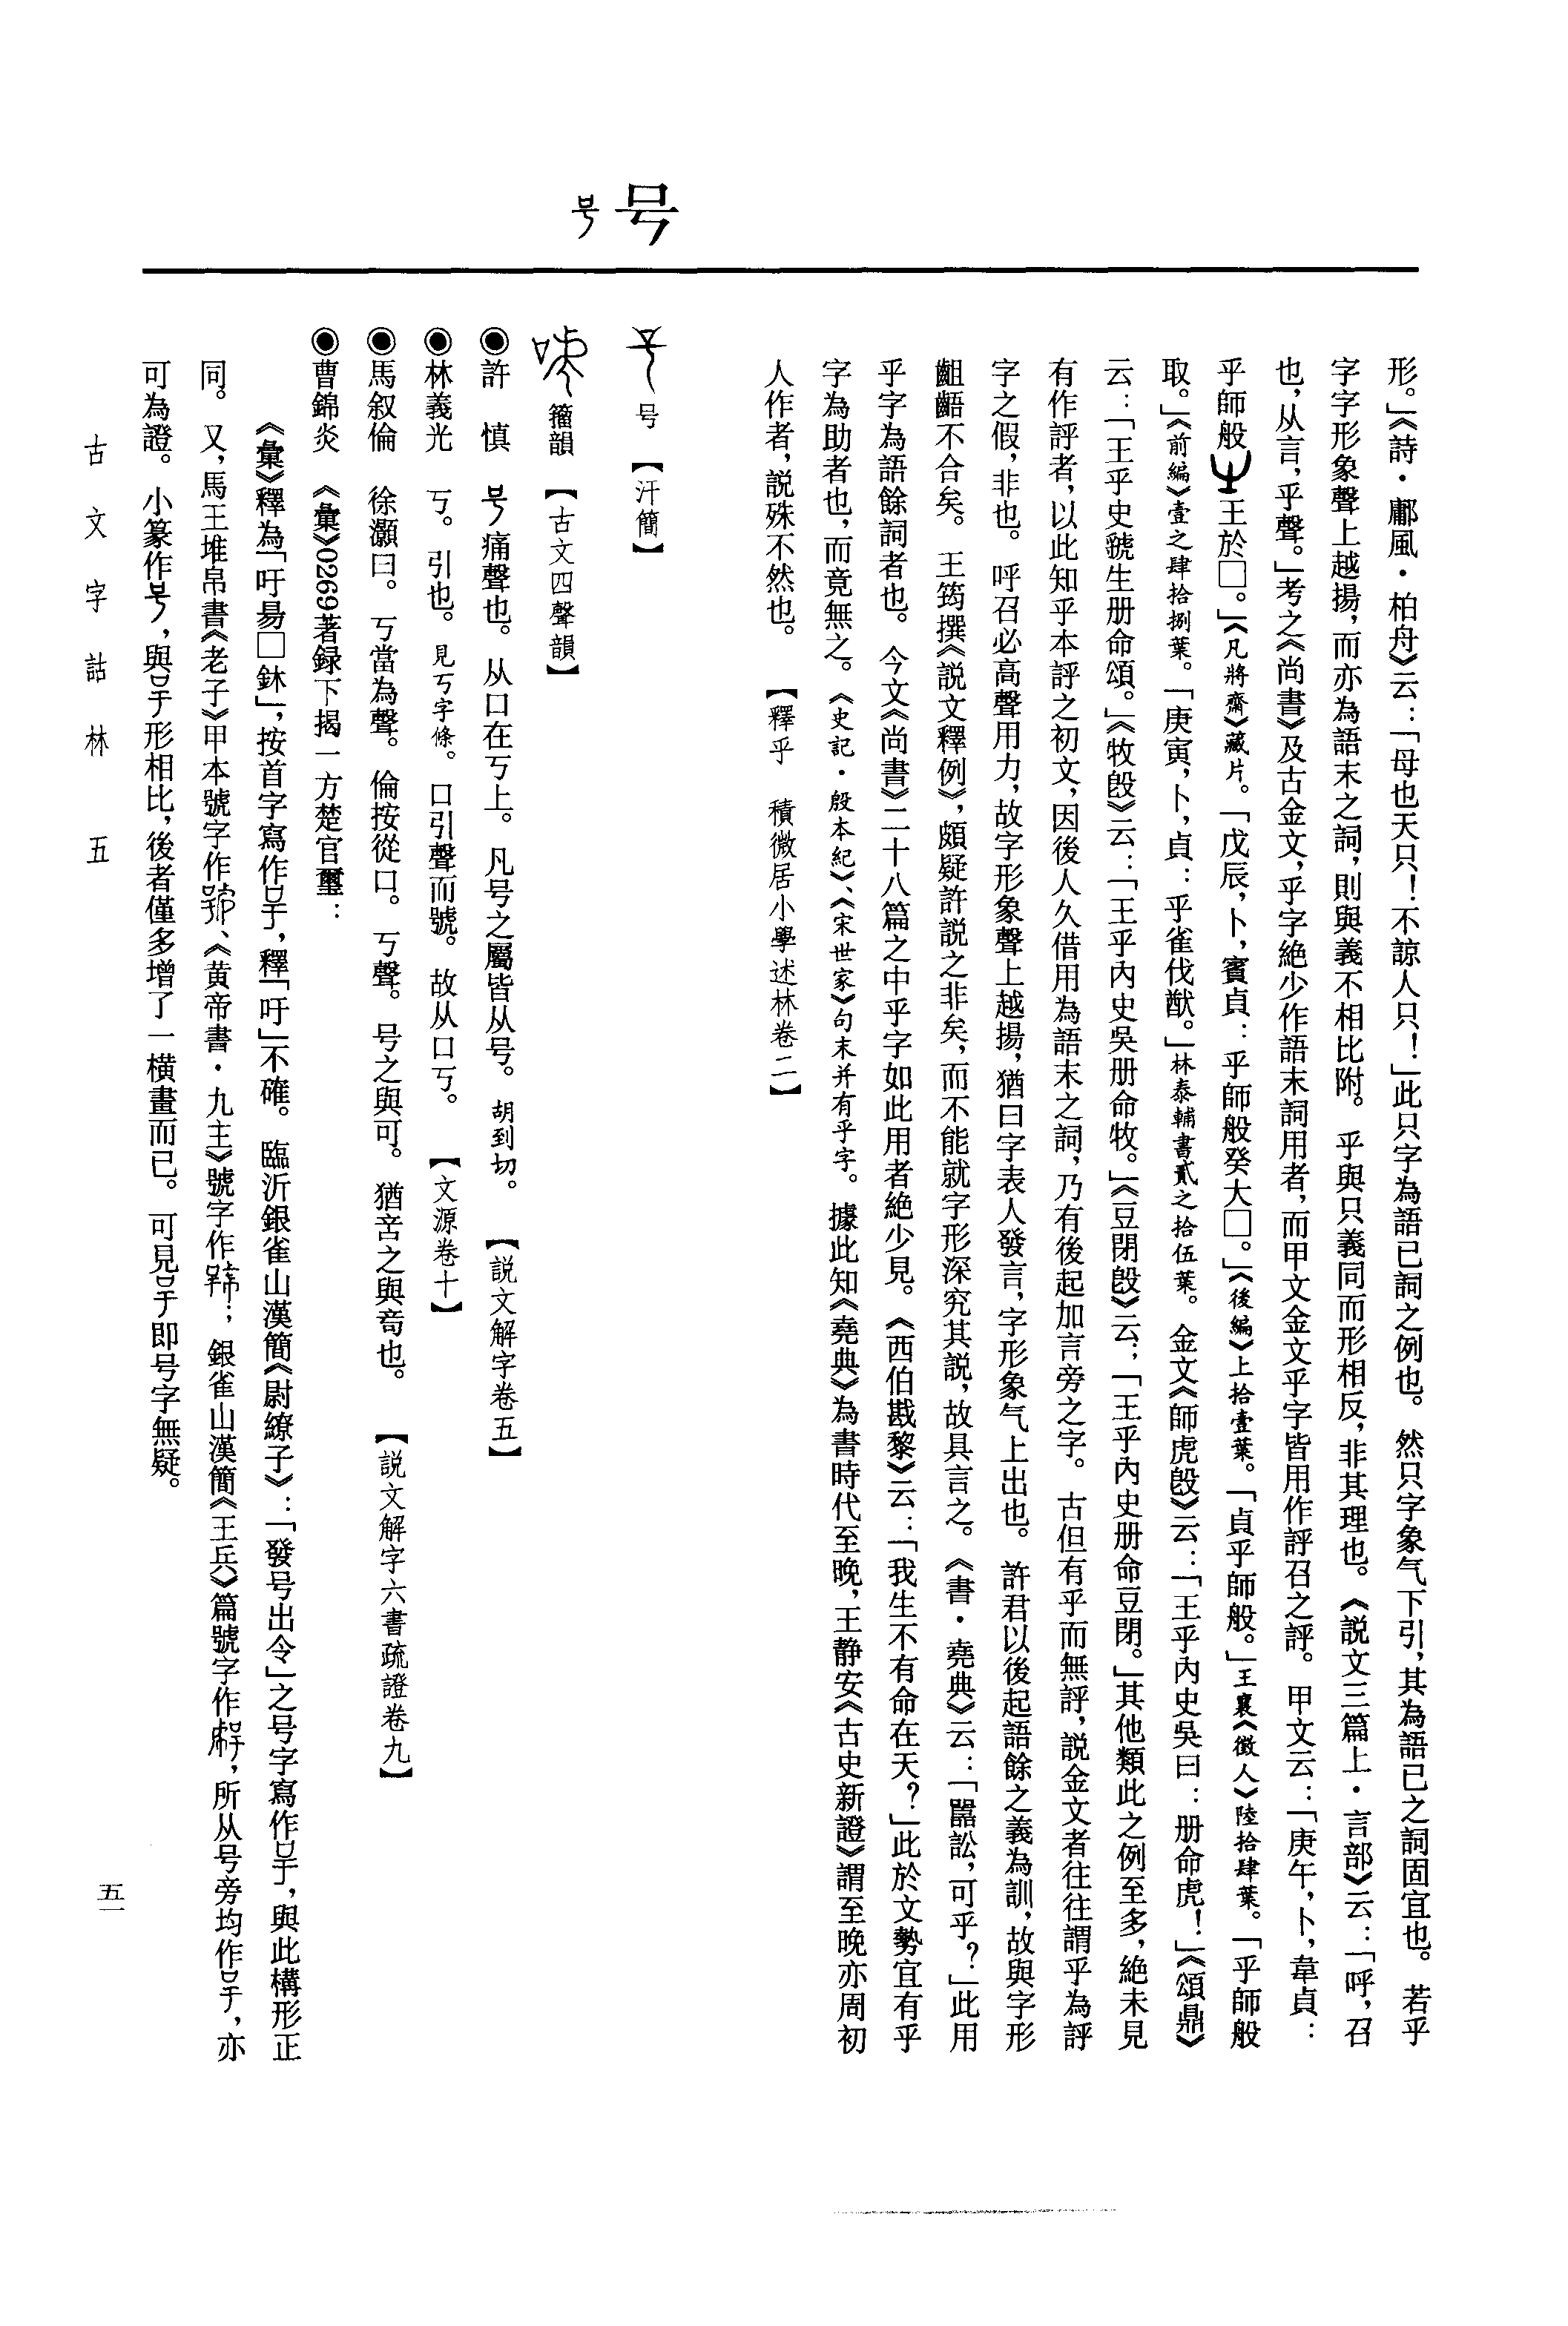 号
形。」《詩·鄘風·柏舟》云：「母也天只！不諒人只！」此只字為語已詞之例也。然只字象气下引，其為語已之詞固宜也。若乎
字字形象聲上越揚，而亦為語末之詞，則與義不相比附。乎與只義同而形相反，非其理也。《説文三篇上·言部》云：「呼，召
也，从言，乎聲。」考之《尚書》及古金文，乎字絶少作語末詞用者，而甲文金文乎字皆用作評召之評。甲文云：「庚午，卜，韋貞：
乎師般王於□。」《凡將齋》藏片。「戊辰，卜，賓貞：乎師般癸大□。」《後編》上拾壹葉。「貞乎師般。」王襄《徵人》陸拾肆葉。「乎師般
取。」《前編》壹之肆拾捌葉。「庚寅，卜，貞：乎雀伐猷。」林泰輔書貳之拾伍葉。金文《師虎𣪘》云：「王乎內史吳曰：册命虎！」《頌鼎》
云：「王乎史虢生册命頌。」《牧𣪘》云：「王乎內史吳册命牧。」《豆閉𣪘》云：「王乎內史册命豆閉。」其他類此之例至多，絶未見
有作評者，以此知乎本評之初文，因後人久借用為語末之詞，乃有後起加言旁之字。古但有乎而無評，説金文者往往謂乎為評
字之假，非也。呼召必高聲用力，故字形象聲上越揚，猶曰字表人發言，字形象气上出也。許君以後起語餘之義為訓，故與字形
齟齬不合矣。王筠撰《説文釋例》，頗疑許説之非矣，而不能就字形深究其説，故具言之。《書·堯典》云：「嚚訟，可乎？」此用
乎字為語餘詞者也。今文《尚書》二十八篇之中乎字如此用者絶少見。《西伯戡黎》云：「我生不有命在天？」此於文勢宜有乎
字為助者也，而竟無之。《史記·殷本紀》、《宋世家》句末并有乎字。據此知《堯典》為書時代至晚，王静安《古史新證》謂至晚亦周初
人作者，説殊不然也。【釋乎　積微居小學述林卷二】
号【汗簡】
籀韻【古文四聲韻】
◉許　慎　号痛聲也。从口在丂上。凡号之屬皆从号。胡到切。【説文解字卷五】
◉林義光　丂。引也。見丂字條。口引聲而號。故从口丂。【文源卷十】
◉馬叙倫　徐灝曰。丂當為聲。倫按從口。丂聲。号之與可。猶䇂之與竒也。【説文解字六書疏證卷九】
◉曹錦炎　《彙》0269著録下揭一方楚官璽：
《彙》釋為「吁昜□鉢」，按首字寫作，釋「吁」不確。臨沂銀雀山漢簡《尉繚子》：「發号出令」之号字寫作，與此構形正
同。又，馬王堆帛書《老子》甲本號字作、《黄帝書·九主》號字作；銀雀山漢簡《王兵》篇號字作，所从号旁均作，亦
可為證。小篆作号，與形相比，後者僅多增了一橫畫而已。可見即号字無疑。
古文字詁林　五
五一